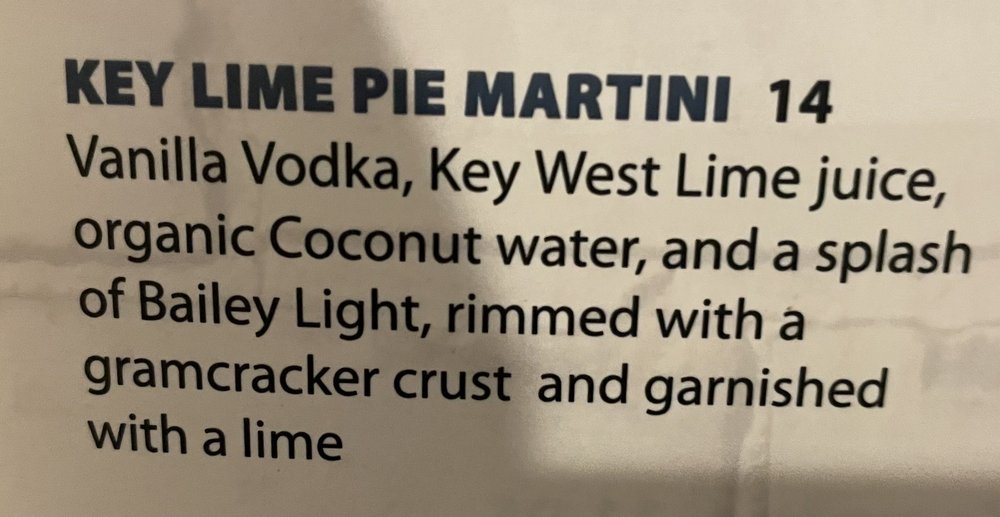 KEY LIME PIE MARTINI 14
Vanilla Vodka, Key West Lime juice,
organic Coconut water, and a splash
of Bailey Light, rimmed with a
gramcracker crust and garnished
with a lime